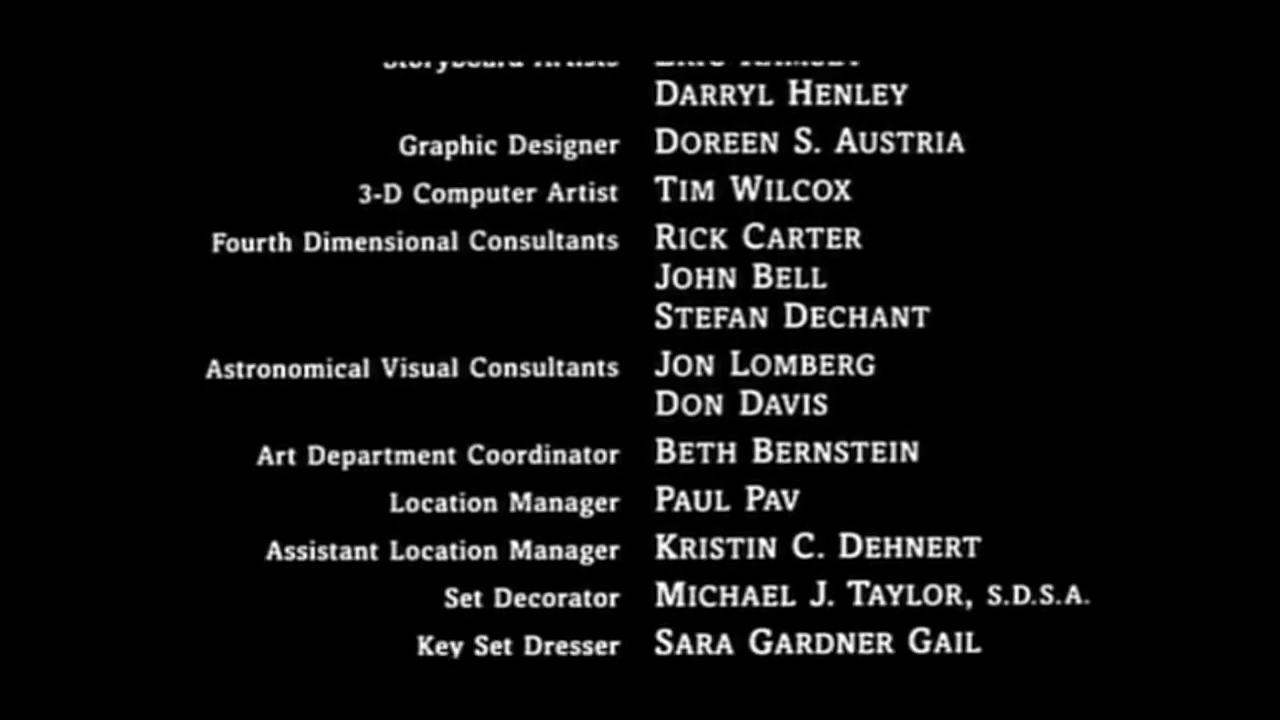 DARRYL HENLEY
Graphic Designer DOREEN S. AUSTRIA
3-D Computer Artist TIM WILCOX
Fourth Dimensional Consultants RICK CARTER
JOHN BELL
STEFAN DECHANT
Astronomical Visual Consultants JON LOMBERG
DON DAVIS
Art Department Coordinator BETH BERNSTEIN
Location Manager PAUL PAV
Assistant Location Manager KRISTIN C. DEHNERT
Set Decorator MICHAEL J. TAYLOR, S.D.S.A.
Key Set Dresser SARA GARDNER GAIL